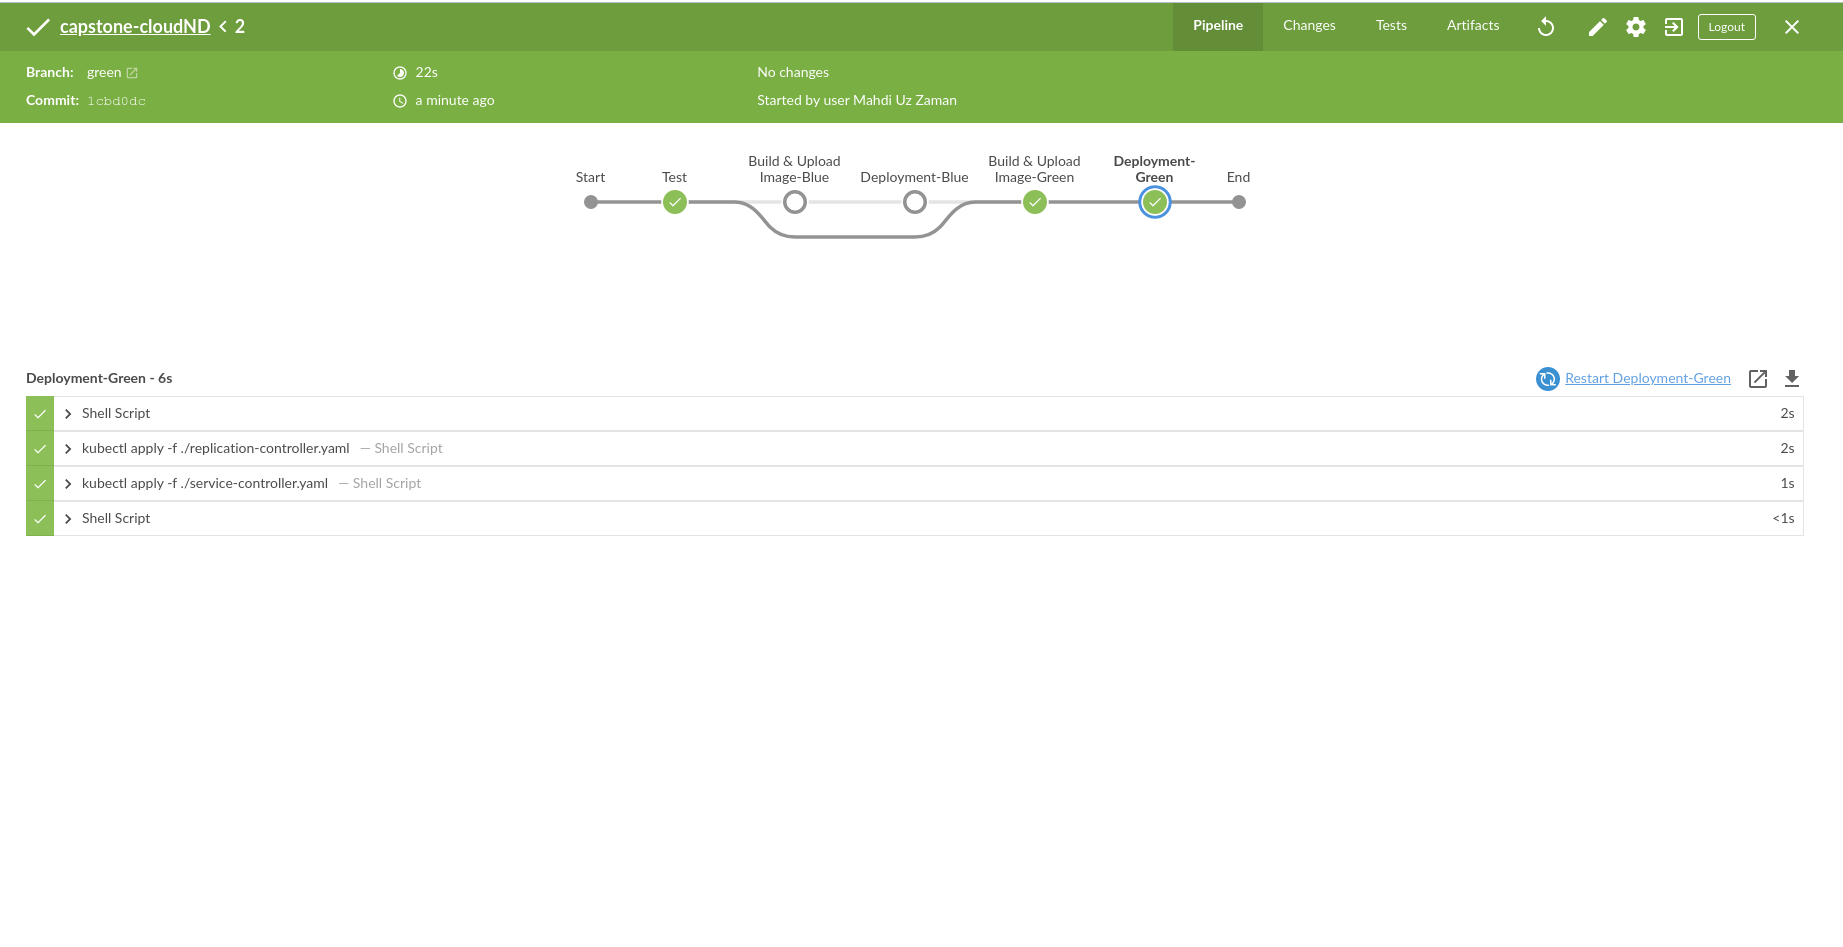 capstone-cloudND < 2
Pipeline Changes Tests Artifacts Logout
Branch: green 22s No changes
Commit: 1cbd0dc a minute ago Started by user Mahdi Uz Zaman
Build & Upload Build & Upload Deployment-
Start Test Image-Blue Deployment-Blue Image-Green Green End
Deployment-Green - 6s Restart Deployment-Green
Shell Script 2s
kubectl apply -f ./replication-controller.yaml — Shell Script 2s
kubectl apply -f ./service-controller.yaml — Shell Script 1s
Shell Script <1s